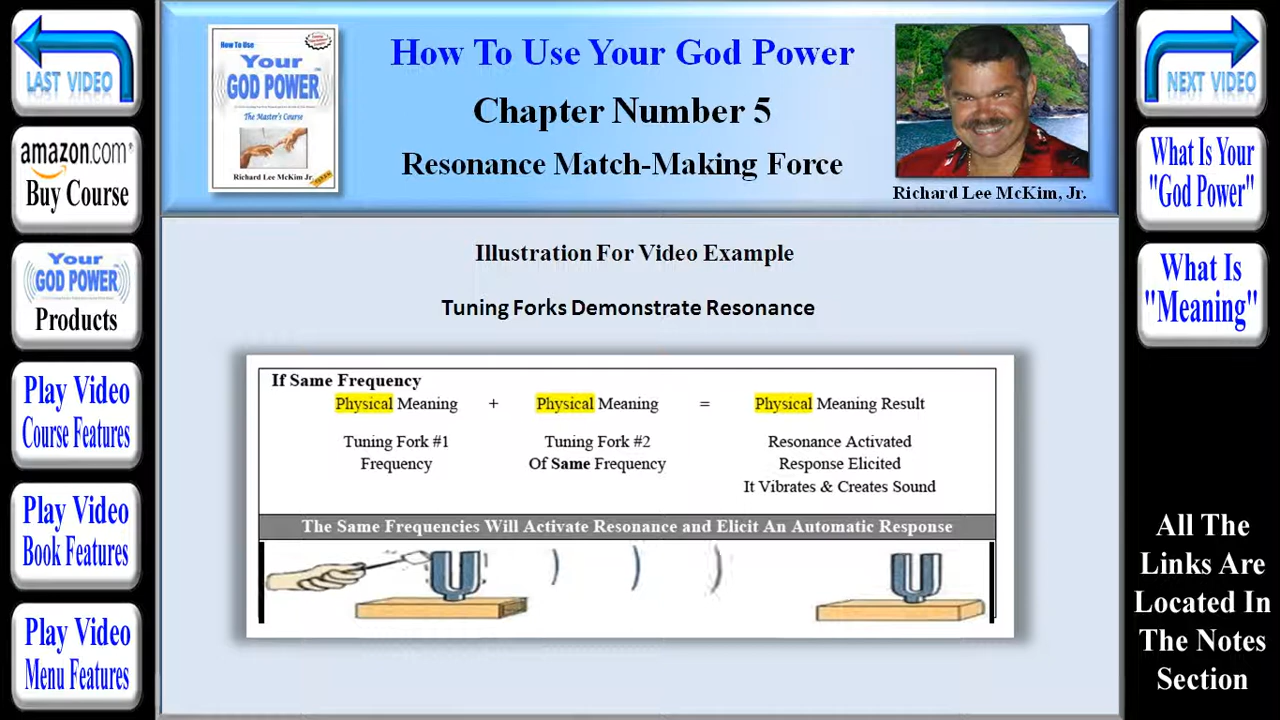 LAST VIDEO
amazon.com
Buy Course
Your
GOD POWER
Products
Play Video
Course Features
Play Video
Book Features
Play Video
Menu Features
How To Use
Your
GOD POWER
The Master's Course
Richard Lee McKim Jr.
How To Use Your God Power
Chapter Number 5
Resonance Match-Making Force
Richard Lee McKim, Jr.
Illustration For Video Example
Tuning Forks Demonstrate Resonance
If Same Frequency
Physical Meaning + Physical Meaning = Physical Meaning Result
Tuning Fork #1 Tuning Fork #2 Resonance Activated
Frequency Of Same Frequency Response Elicited
It Vibrates & Creates Sound
The Same Frequencies Will Activate Resonance and Elicit An Automatic Response
NEXT VIDEO
What Is Your
"God Power"
What Is
"Meaning"
All The
Links Are
Located In
The Notes
Section